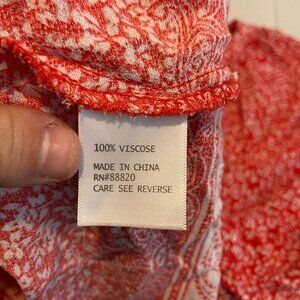 100% VISCOSE
MADE IN CHINA
RN#88820
CARE SEE REVERSE